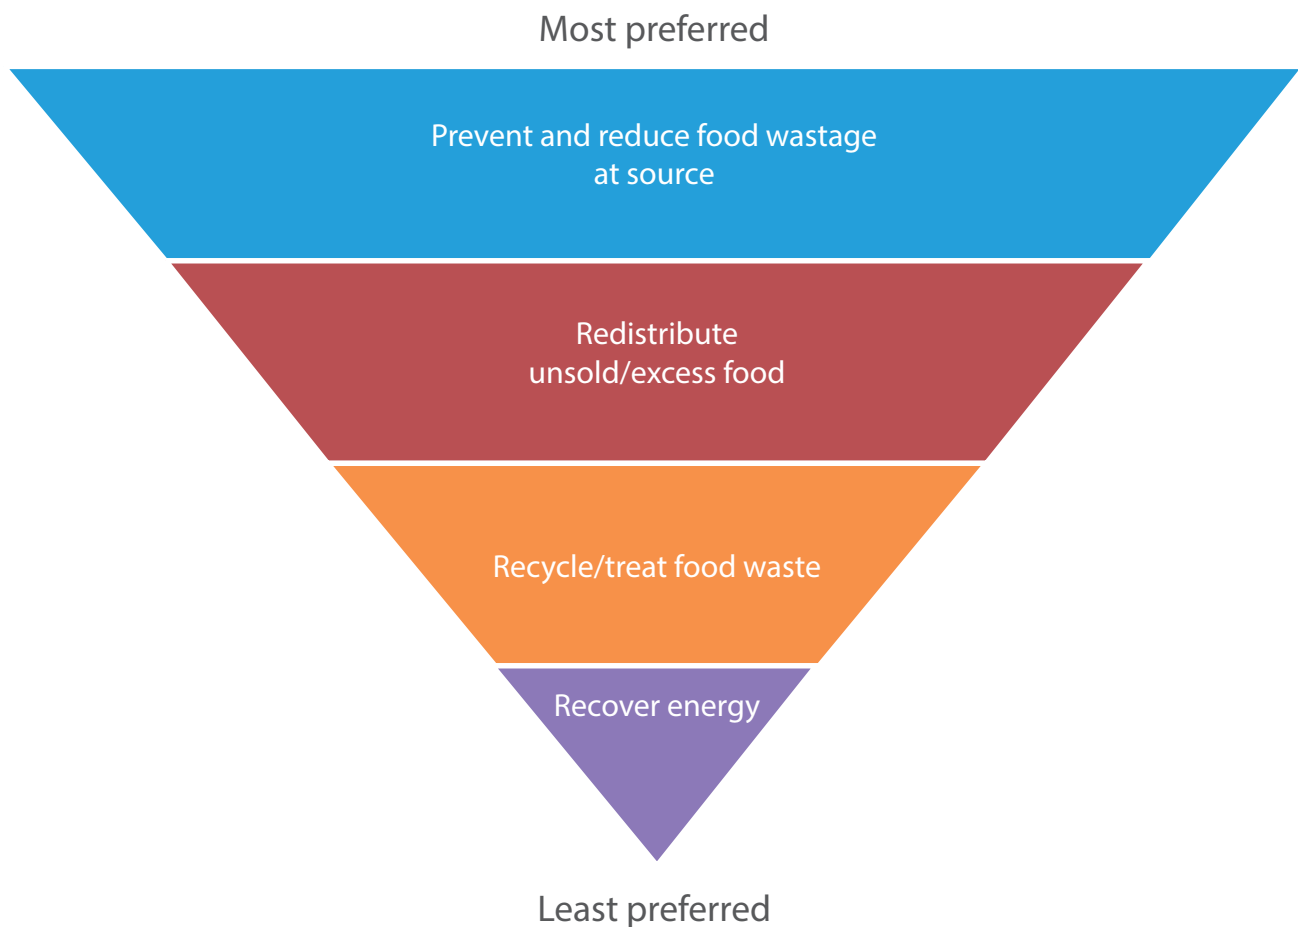 Most preferred
Prevent and reduce food wastage
at source
Redistribute
unsold/excess food
Recycle/treat food waste
Recover energy
Least preferred